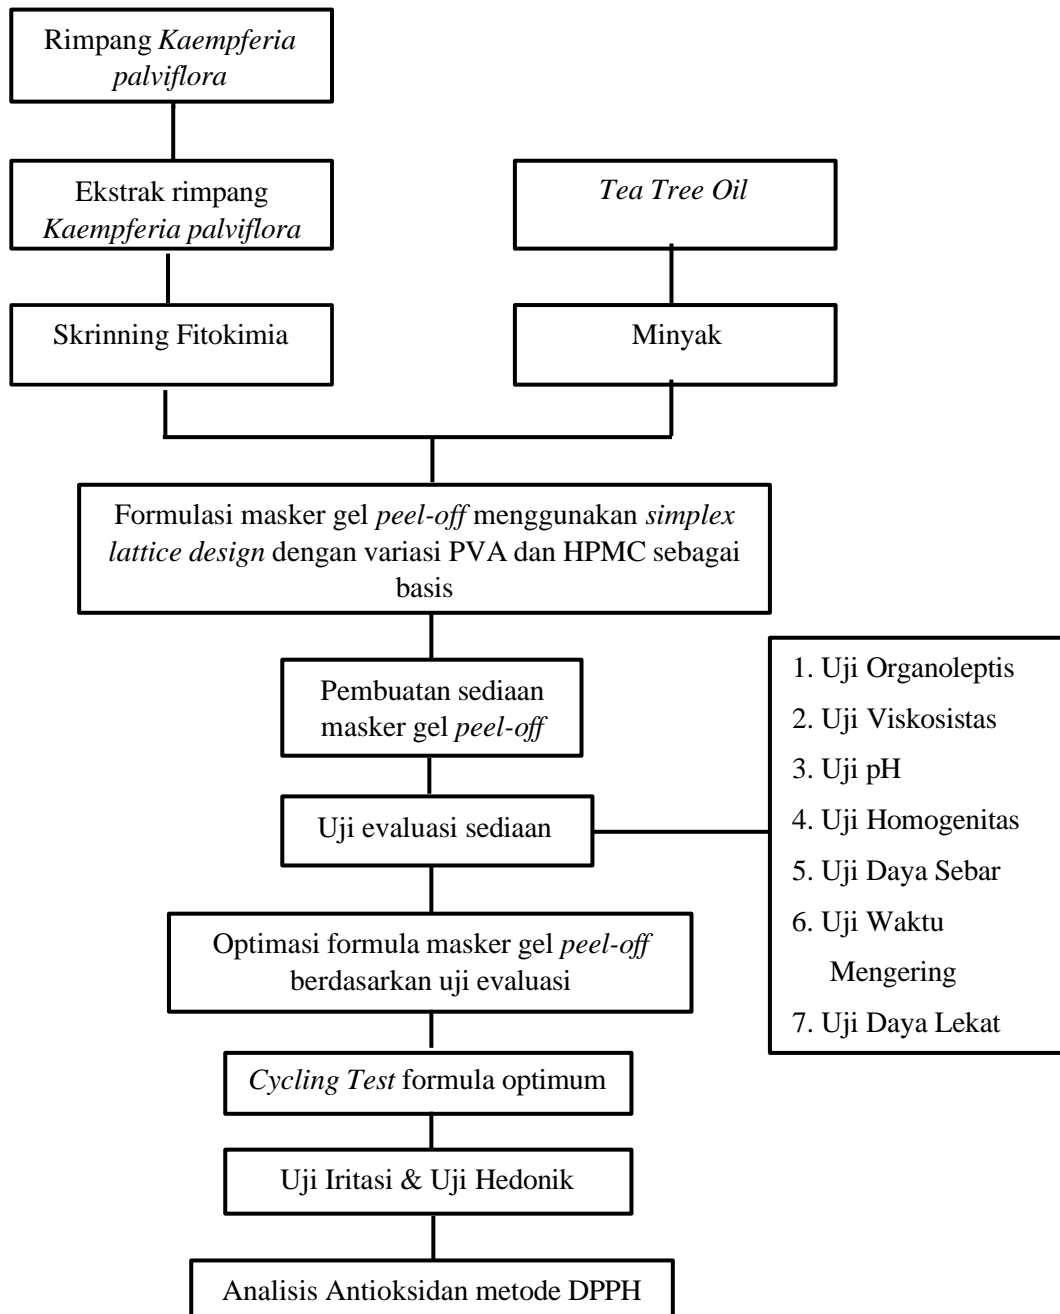 Rimpang Kaempferia
palviflora
Ekstrak rimpang
Kaempferia palviflora
Tea Tree Oil
Skrinning Fitokimia
Minyak
Formulasi masker gel peel-off menggunakan simplex
lattice design dengan variasi PVA dan HPMC sebagai
basis
Pembuatan sediaan
masker gel peel-off
Uji evaluasi sediaan
1. Uji Organoleptis
2. Uji Viskosistas
3. Uji pH
4. Uji Homogenitas
5. Uji Daya Sebar
6. Uji Waktu
Mengering
7. Uji Daya Lekat
Optimasi formula masker gel peel-off
berdasarkan uji evaluasi
Cycling Test formula optimum
Uji Iritasi & Uji Hedonik
Analisis Antioksidan metode DPPH